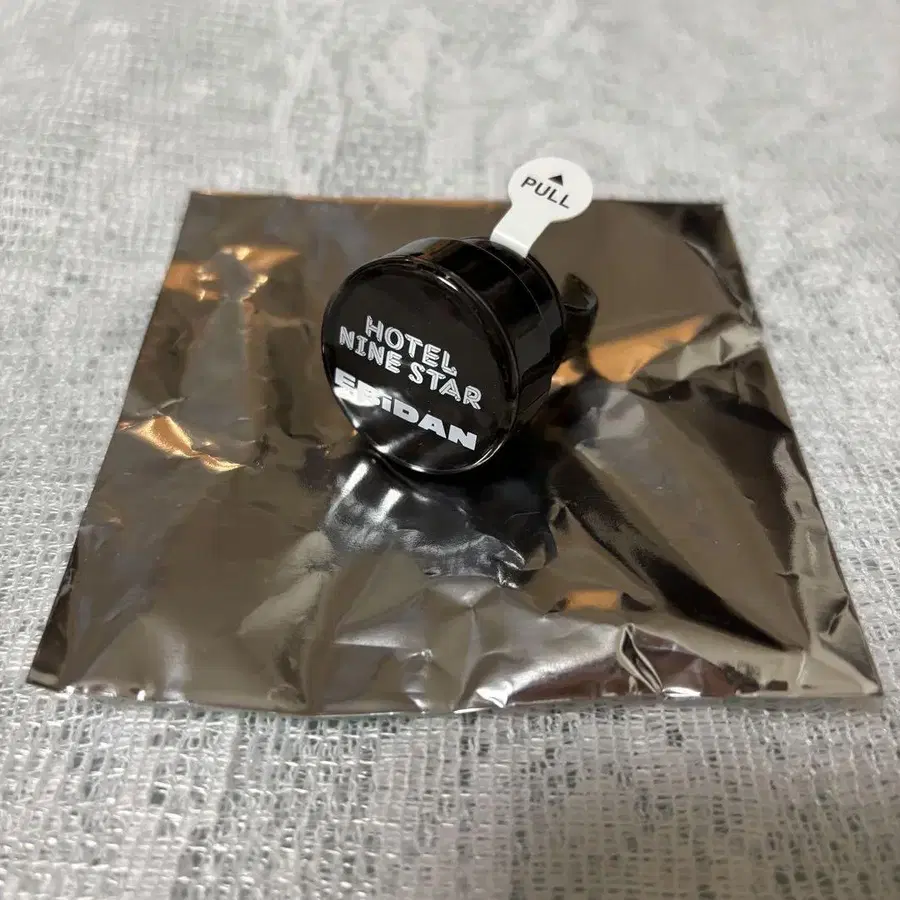 ▲
PULL
HOTEL
NINE STAR
EBiDAN